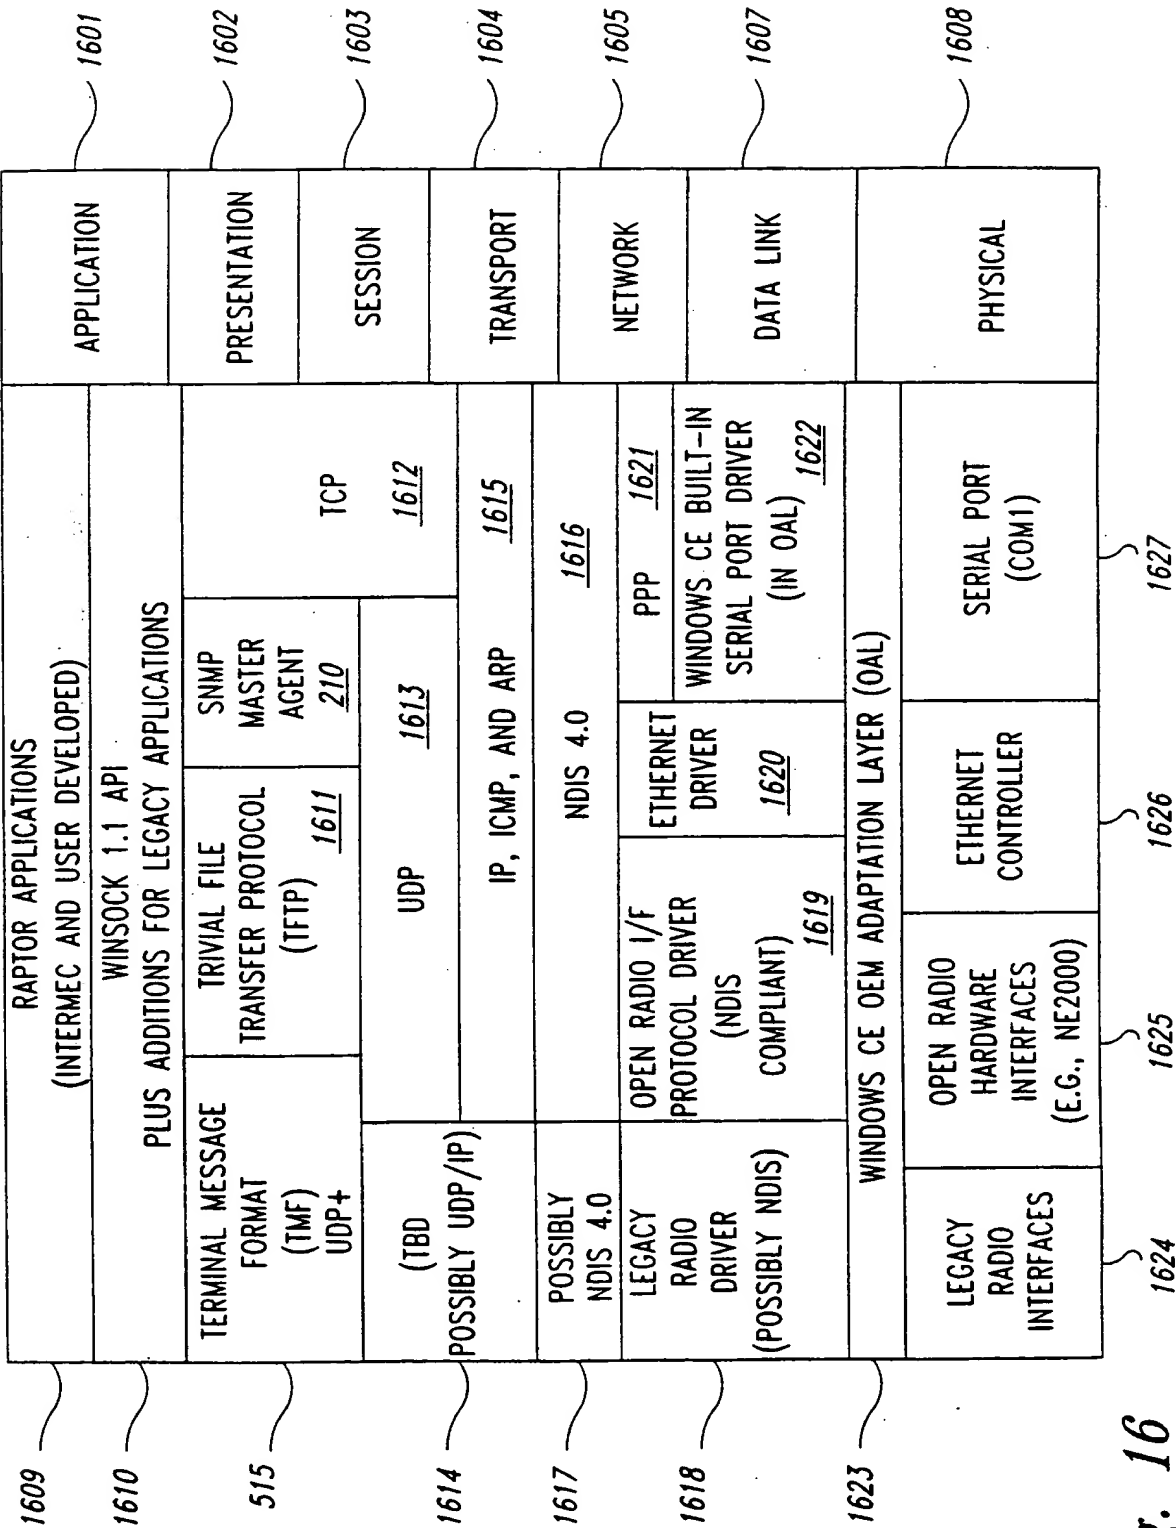 RAPTOR APPLICATIONS
(INTERMEC AND USER DEVELOPED)
APPLICATION
1601
1609
WINSOCK 1.1 API
PLUS ADDITIONS FOR LEGACY APPLICATIONS
1610
TERMINAL MESSAGE
FORMAT
(TMF)
UDP+
515
TRIVIAL FILE
TRANSFER PROTOCOL
(TFTP)
1611
SNMP
MASTER
AGENT
210
TCP
1612
PRESENTATION
1602
SESSION
1603
(TBD
POSSIBLY UDP/IP)
1614
UDP
1613
IP, ICMP, AND ARP
1615
TRANSPORT
1604
POSSIBLY
NDIS 4.0
1617
NDIS 4.0
1616
NETWORK
1605
LEGACY
RADIO
DRIVER
(POSSIBLY NDIS)
1618
OPEN RADIO I/F
PROTOCOL DRIVER
(NDIS
COMPLIANT)
1619
ETHERNET
DRIVER
1620
PPP
1621
WINDOWS CE BUILT-IN
SERIAL PORT DRIVER
(IN OAL)
1622
DATA LINK
1607
WINDOWS CE OEM ADAPTATION LAYER (OAL)
1623
LEGACY
RADIO
INTERFACES
1624
OPEN RADIO
HARDWARE
INTERFACES
(E.G., NE2000)
1625
ETHERNET
CONTROLLER
1626
SERIAL PORT
(COM1)
1627
PHYSICAL
1608
16